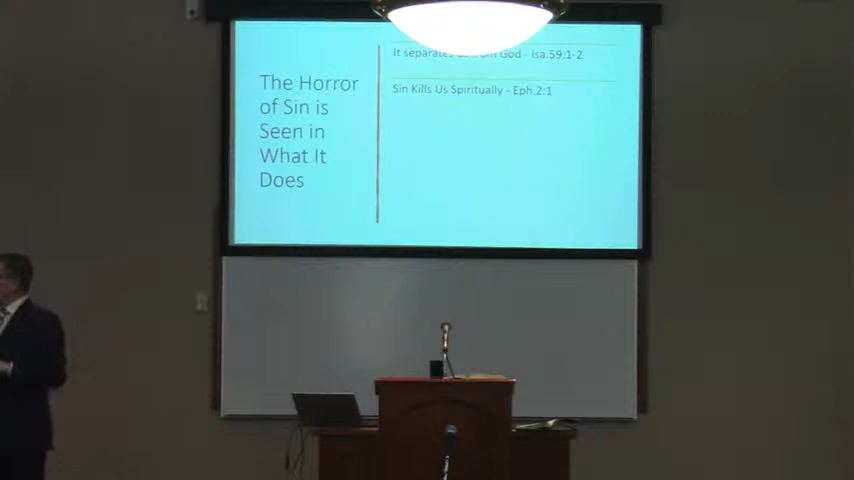 The Horror
of Sin is
Seen in
What It
Does
It separates from God - Isa.59:1-2
Sin Kills Us Spiritually - Eph.2:1